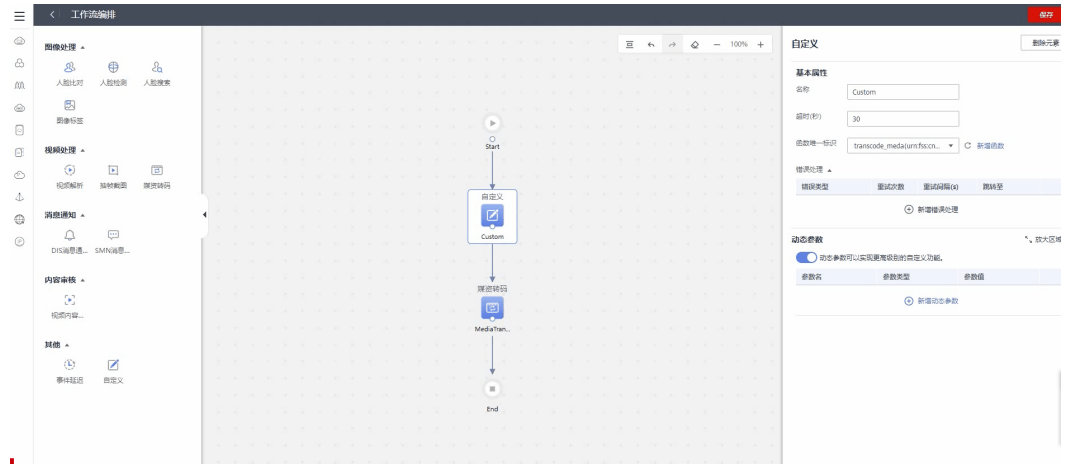 工作流编排
保存
图像处理
人脸比对 人脸检测 人脸搜索
图像标签
视频处理
视频解析 抽帧截图 媒资转码
消息通知
DIS消息通... SMN消息...
内容审核
视频内容...
其他
事件延迟 自定义
100%
Start
自定义
Custom
媒资转码
MediaTran...
End
自定义
删除元素
基本属性
名称 Custom
超时(秒) 30
函数唯一标识 transcode_meda(urn:fss:cn... 新增函数
错误处理
错误类型 重试次数 重试间隔(s) 跳转至
新增错误处理
动态参数 放大区域
动态参数可以实现更高级别的自定义功能。
参数名 参数类型 参数值
新增动态参数